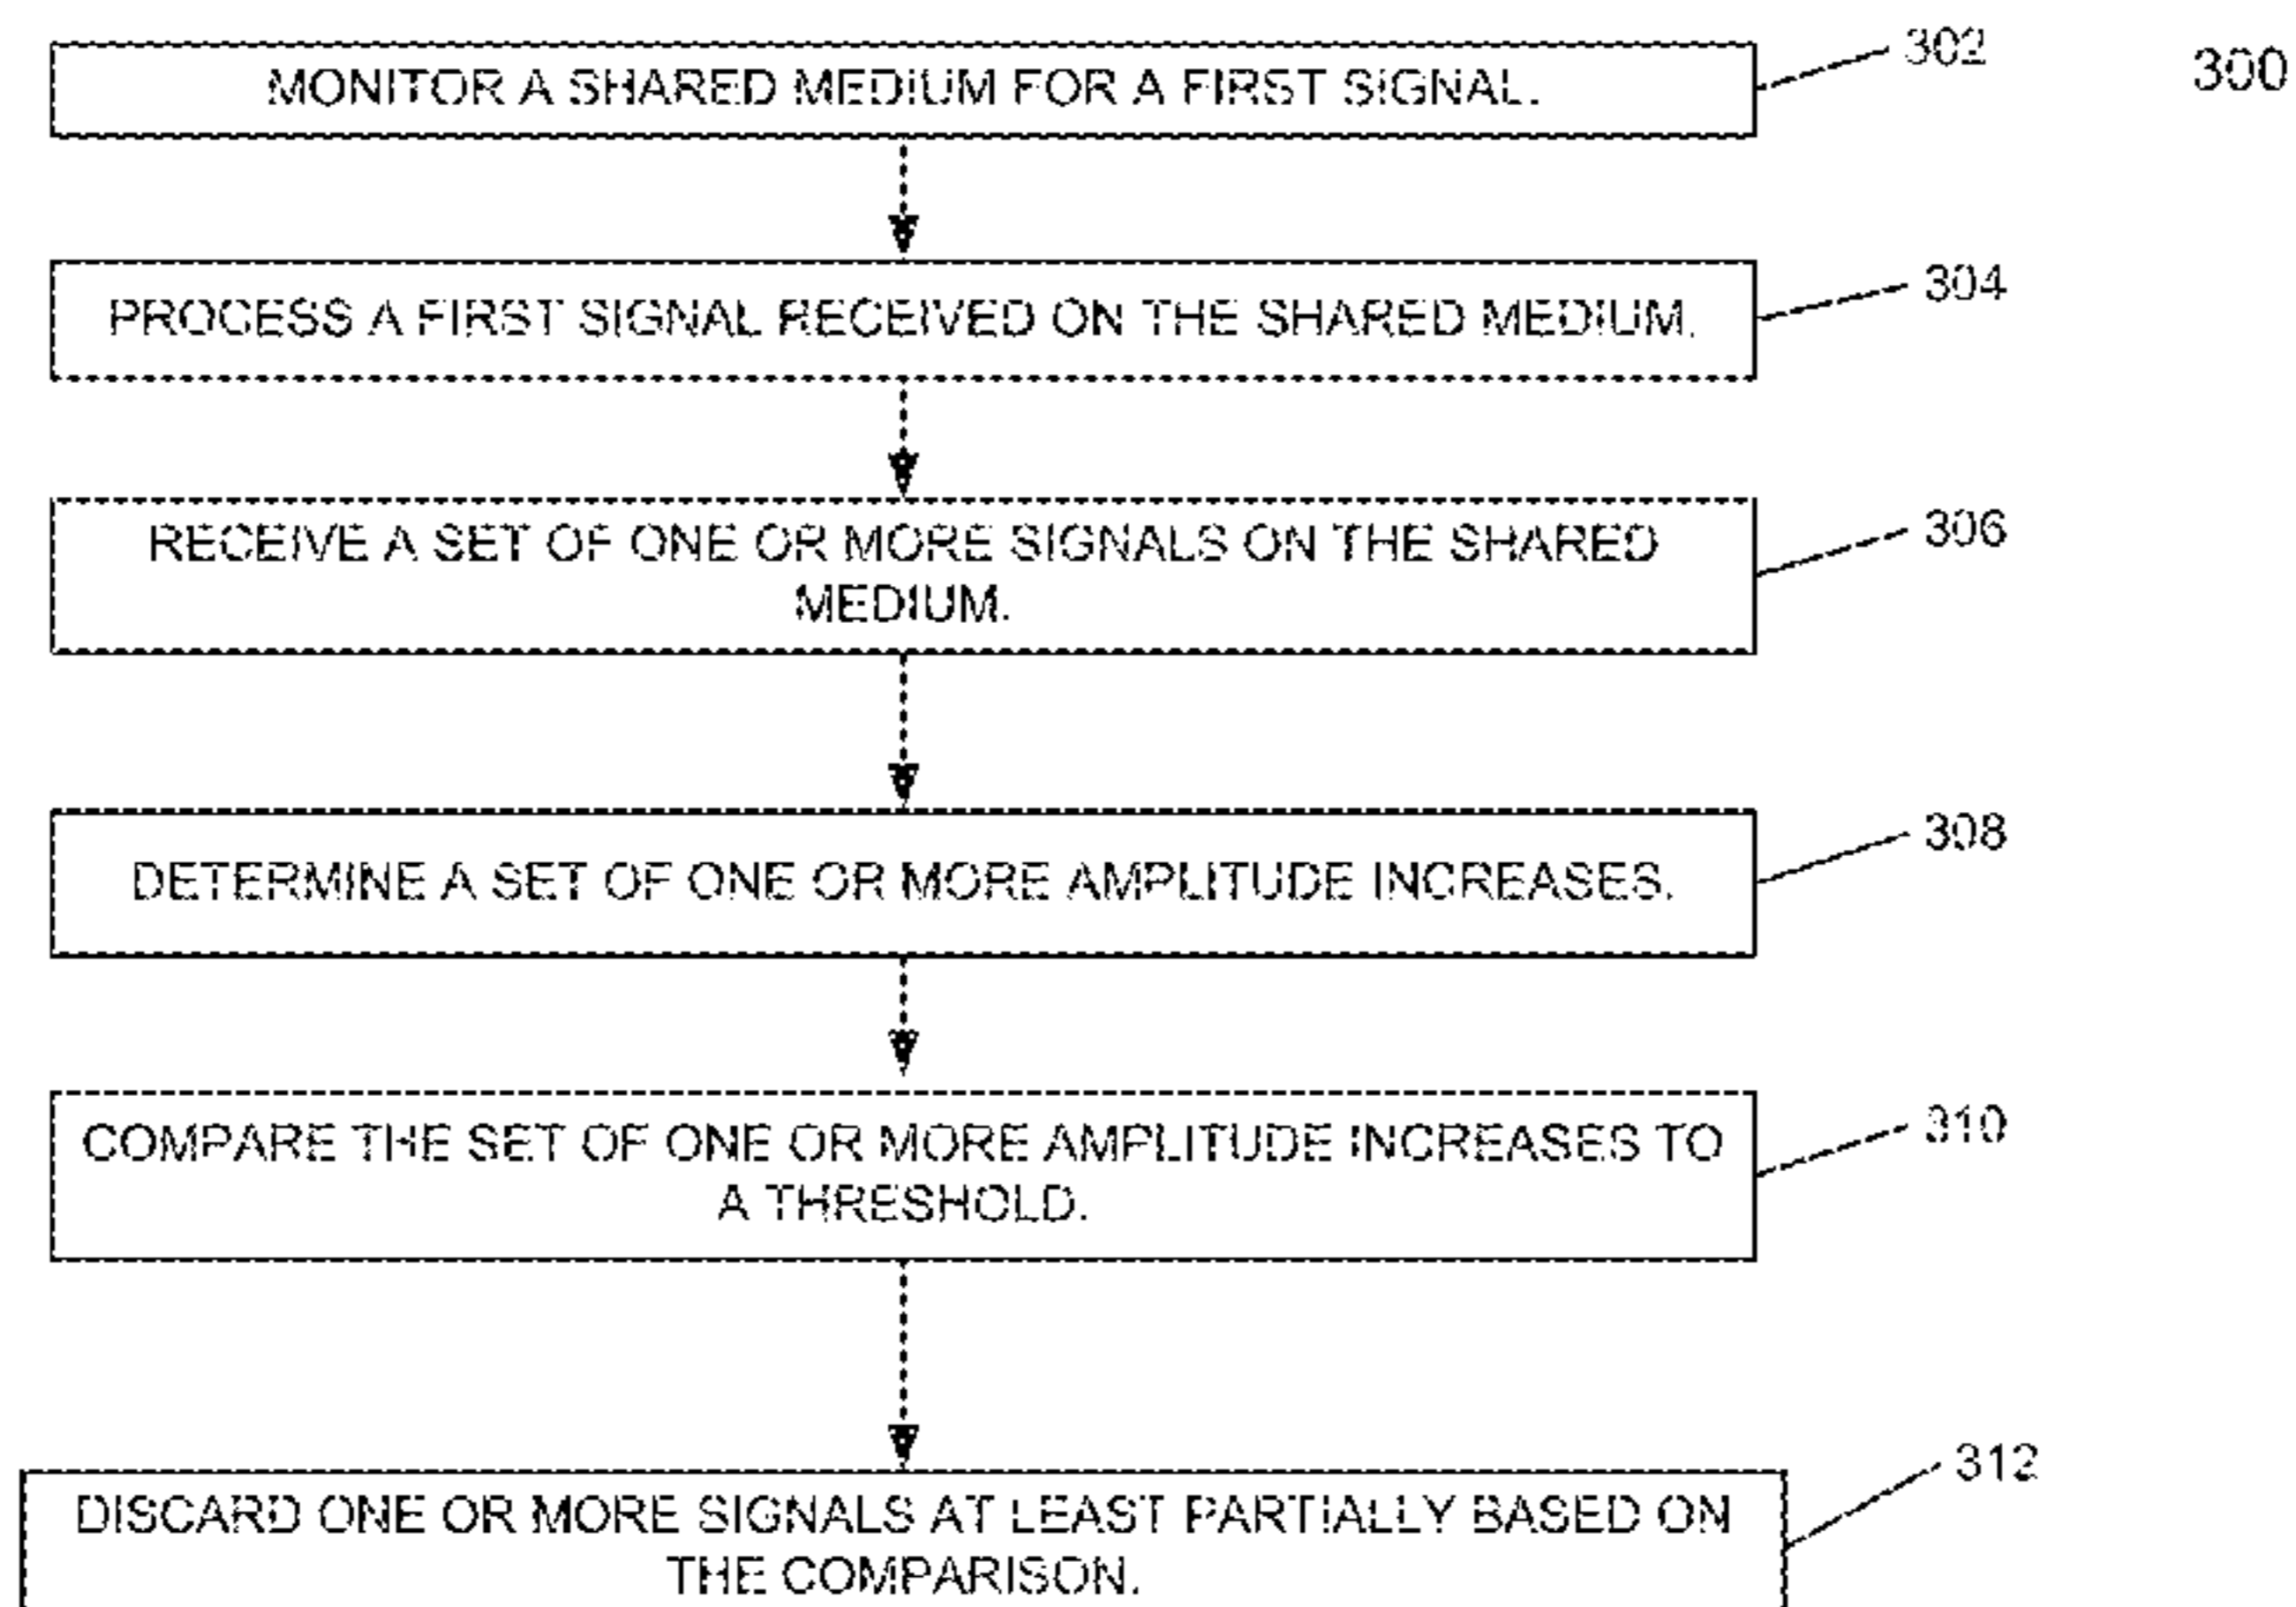 302
300
MONITOR A SHARED MEDIUM FOR A FIRST SIGNAL.
304
PROCESS A FIRST SIGNAL RECEIVED ON THE SHARED MEDIUM.
306
RECEIVE A SET OF ONE OR MORE SIGNALS ON THE SHARED
MEDIUM.
308
DETERMINE A SET OF ONE OR MORE AMPLITUDE INCREASES.
310
COMPARE THE SET OF ONE OR MORE AMPLITUDE INCREASES TO
A THRESHOLD.
312
DISCARD ONE OR MORE SIGNALS AT LEAST PARTIALLY BASED ON
THE COMPARISON.